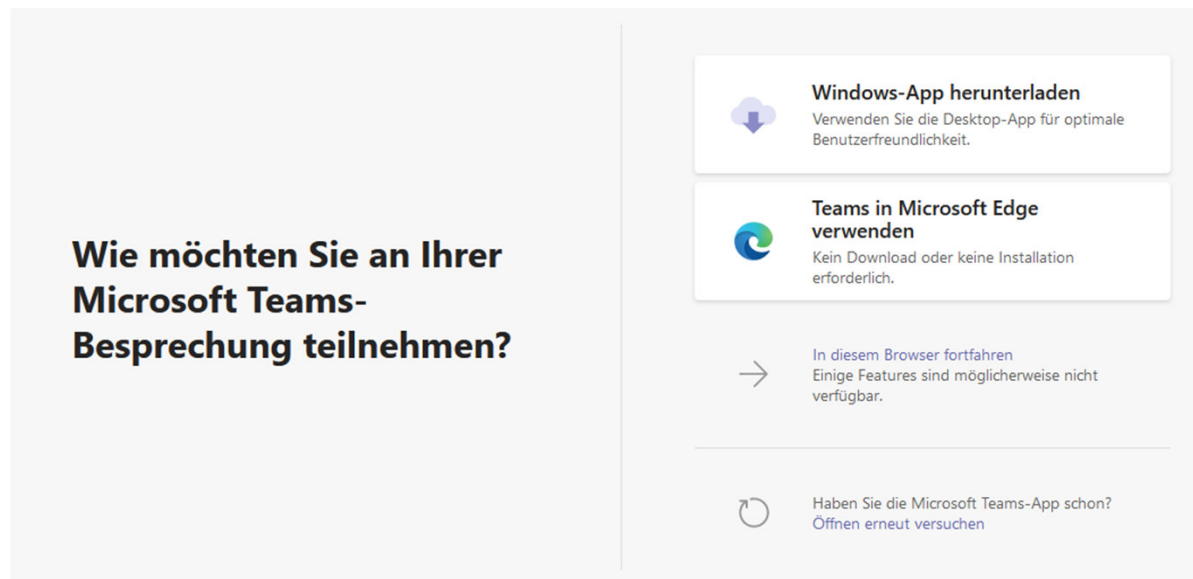 Wie möchten Sie an Ihrer
Microsoft Teams-
Besprechung teilnehmen?
Windows-App herunterladen
Verwenden Sie die Desktop-App für optimale
Benutzerfreundlichkeit.
Teams in Microsoft Edge
verwenden
Kein Download oder keine Installation
erforderlich.
In diesem Browser fortfahren
Einige Features sind möglicherweise nicht
verfügbar.
Haben Sie die Microsoft Teams-App schon?
Öffnen erneut versuchen